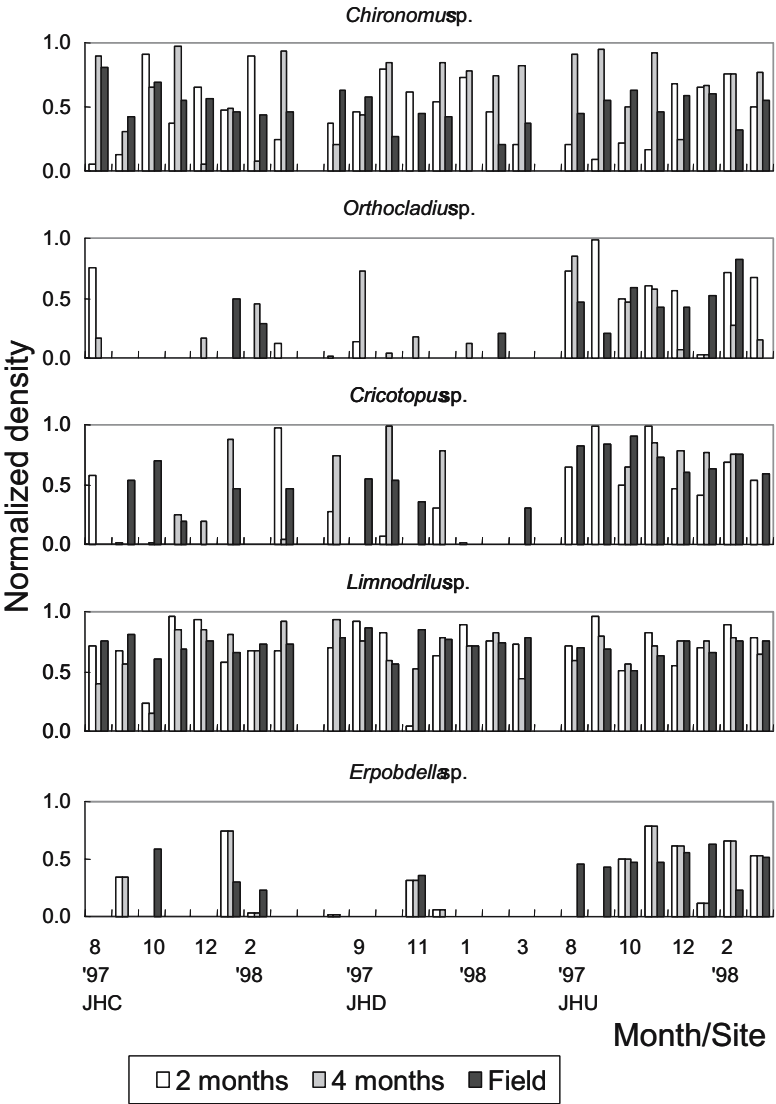 Chironomus sp.
1.0
0.5
0.0
Orthocladius sp.
1.0
0.5
0.0
Cricotopus sp.
1.0
0.5
0.0
Limnodrilus sp.
1.0
0.5
0.0
Erpobdella sp.
1.0
0.5
0.0
Normalized density
8 10 12 2 9 11 1 3 8 10 12 2
'97 '98 '97 '98 '97 '98
JHC JHD JHU
Month/Site
2 months 4 months Field